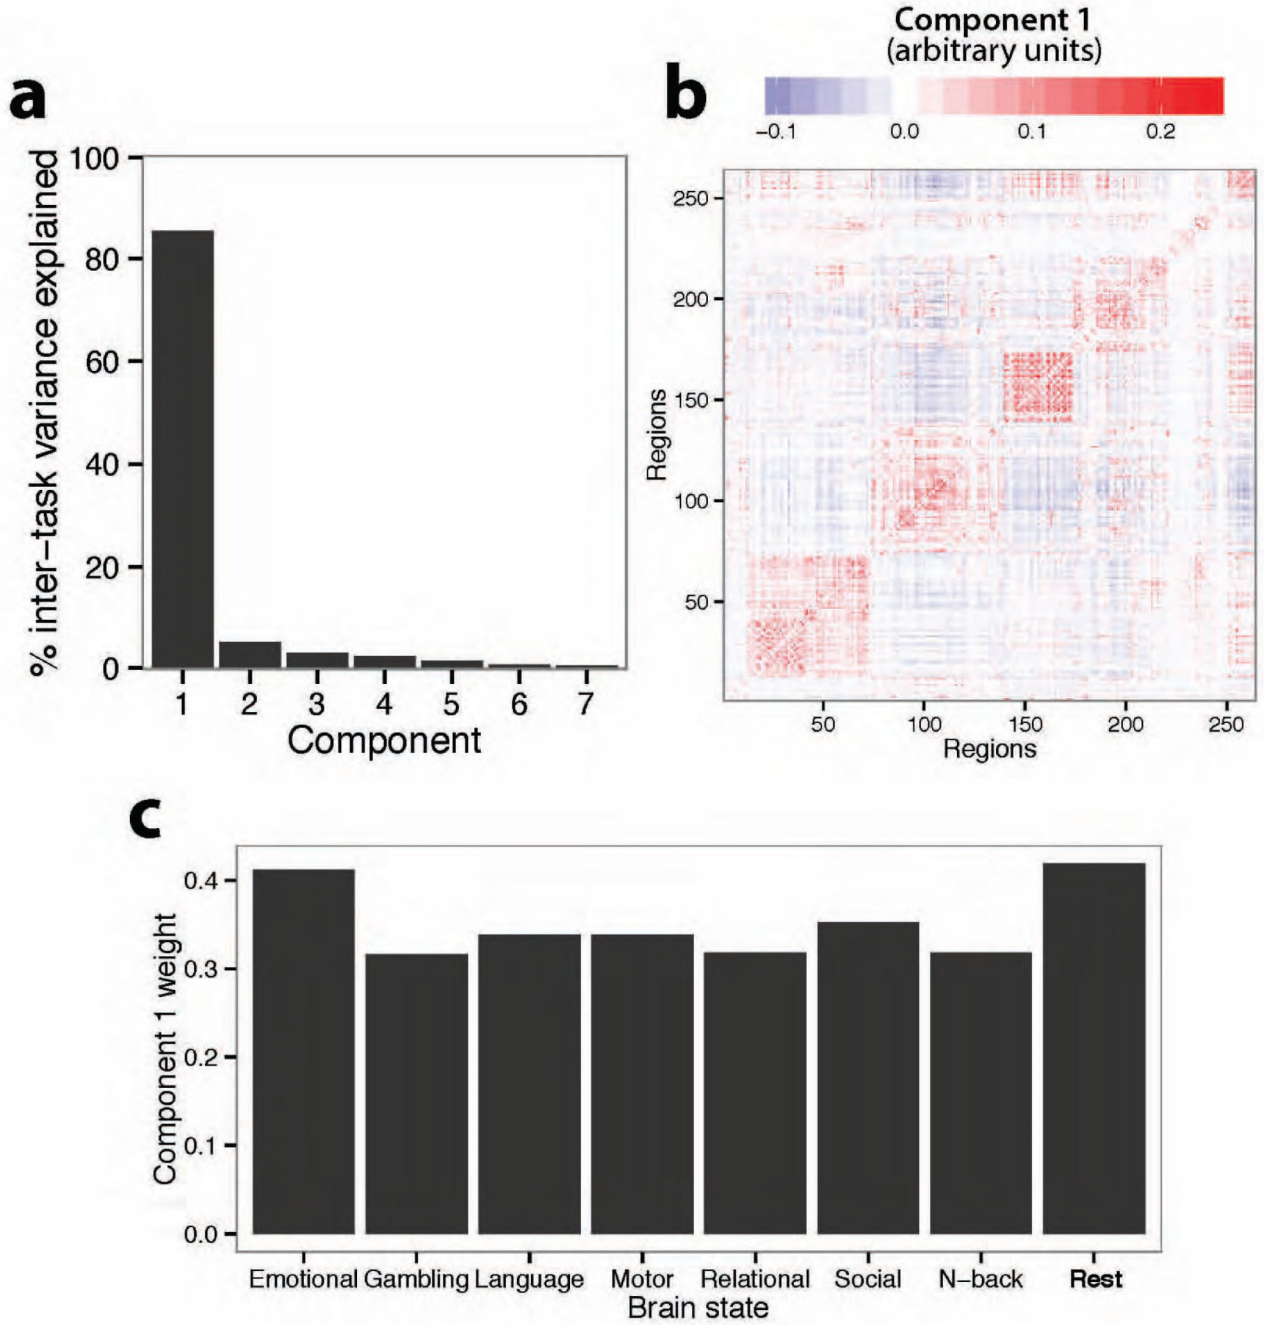 a
% inter-task variance explained
100
80
60
40
20
0
1 2 3 4 5 6 7
Component
b
Component 1
(arbitrary units)
-0.1 0.0 0.1 0.2
Regions
250
200
150
100
50
50 100 150 200 250
Regions
c
Component 1 weight
0.4
0.3
0.2
0.1
0.0
Emotional Gambling Language Motor Relational Social N-back Rest
Brain state